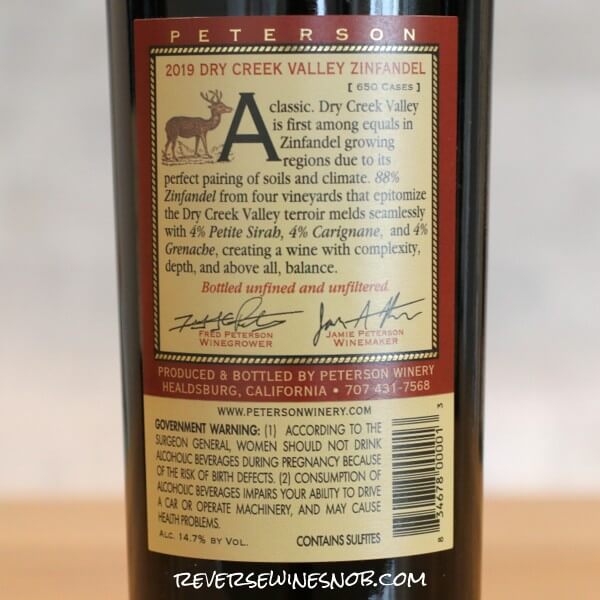 PETERSON
2019 DRY CREEK VALLEY ZINFANDEL
[ 650 CASES ]
A classic. Dry Creek Valley
is first among equals in
Zinfandel growing
regions due to its
perfect pairing of soils and climate. 88%
Zinfandel from four vineyards that epitomize
the Dry Creek Valley terroir melds seamlessly
with 4% Petite Sirah, 4% Carignane, and 4%
Grenache, creating a wine with complexity,
depth, and above all, balance.
Bottled unfined and unfiltered
FRED PETERSON JAMIE PETERSON
WINEGROWER WINEMAKER
PRODUCED & BOTTLED BY PETERSON WINERY
HEALDSBURG, CALIFORNIA • 707 431-7568
WWW.PETERSONWINERY.COM
GOVERNMENT WARNING: (1) ACCORDING TO THE
SURGEON GENERAL, WOMEN SHOULD NOT DRINK
ALCOHOLIC BEVERAGES DURING PREGNANCY BECAUSE
OF THE RISK OF BIRTH DEFECTS. (2) CONSUMPTION OF
ALCOHOLIC BEVERAGES IMPAIRS YOUR ABILITY TO DRIVE
A CAR OR OPERATE MACHINERY, AND MAY CAUSE
HEALTH PROBLEMS.
ALC. 14.7% BY VOL. CONTAINS SULFITES
8 34678 00001 3
REVERSEWINESNOB.COM